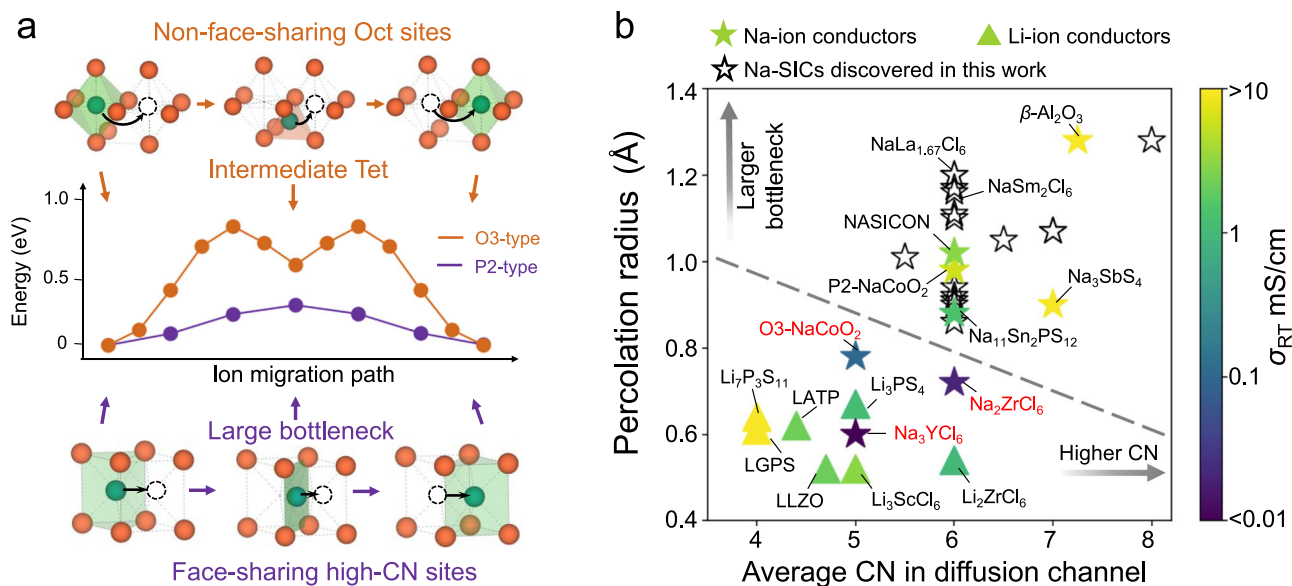 a
Non-face-sharing Oct sites
Intermediate Tet
1.0
0.5
0
Energy (eV)
O3-type
P2-type
Ion migration path
Large bottleneck
Face-sharing high-CN sites
b
Na-ion conductors
Li-ion conductors
Na-SICs discovered in this work
1.4
1.2
1.0
0.8
0.6
0.4
Percolation radius (Å)
Larger
bottleneck
β-Al₂O₃
NaLa₁.₆₇Cl₆
NaSm₂Cl₆
NASICON
P2-NaCoO₂
Na₃SbS₄
Na₁₁Sn₂PS₁₂
O3-NaCoO₂
Li₇P₃S₁₁
LATP
Li₃PS₄
Na₂ZrCl₆
Na₃YCl₆
LGPS
Higher CN
LLZO
Li₃ScCl₆
Li₂ZrCl₆
4 5 6 7 8
Average CN in diffusion channel
>10
1
0.1
<0.01
σRT mS/cm